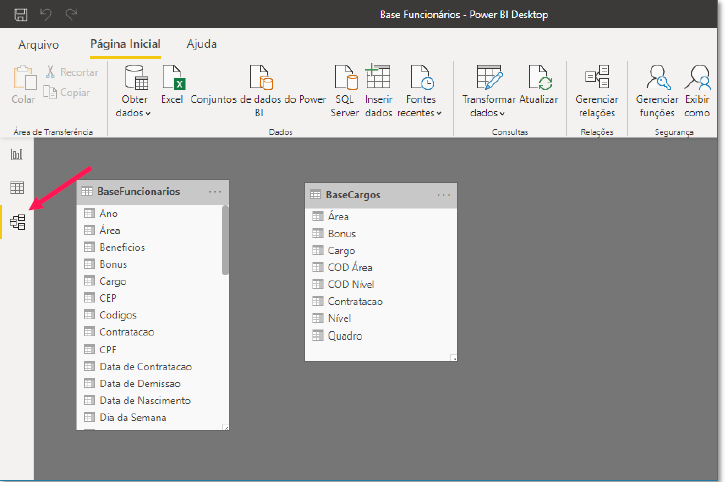 Base Funcionários - Power BI Desktop
Arquivo Página Inicial Ajuda
Colar
Recortar
Copiar
Área de Transferência
Obter dados
Excel
Conjuntos de dados do Power BI
SQL Server
Inserir dados
Fontes recentes
Dados
Transformar dados
Atualizar
Consultas
Gerenciar relações
Relações
Gerenciar funções
Exibir como
Segurança
BaseFuncionarios ...
Ano
Área
Beneficios
Bonus
Cargo
CEP
Codigos
Contratacao
CPF
Data de Contratacao
Data de Demissao
Data de Nascimento
Dia da Semana
BaseCargos ...
Área
Bonus
Cargo
COD Área
COD Nível
Contratacao
Nível
Quadro